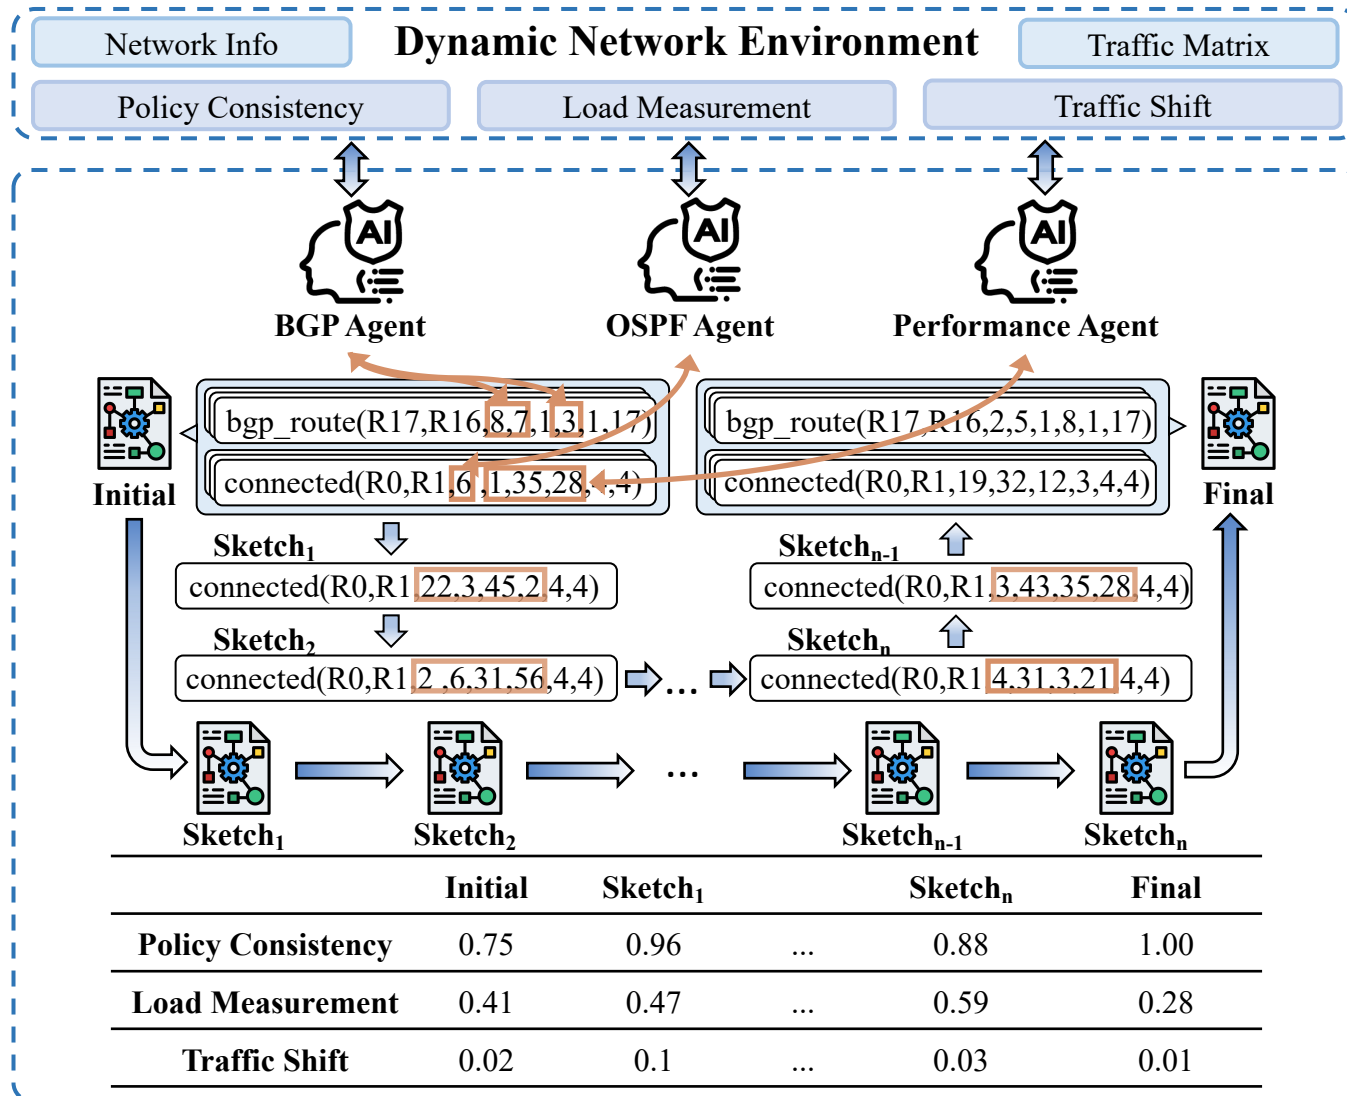 Network Info
Dynamic Network Environment
Traffic Matrix
Policy Consistency
Load Measurement
Traffic Shift
AI
AI
AI
BGP Agent
OSPF Agent
Performance Agent
Initial
bgp_route(R17,R16,8,7,1,3,1,17)
connected(R0,R1,6 ,1,35,28,4,4)
bgp_route(R17,R16,2,5,1,8,1,17)
connected(R0,R1,19,32,12,3,4,4)
Final
Sketch1
connected(R0,R1,22,3,45,2,4,4)
Sketch2
connected(R0,R1,2 ,6,31,56,4,4)
...
Sketchn-1
connected(R0,R1,3,43,35,28,4,4)
Sketchn
connected(R0,R1,4,31,3,21,4,4)
...
Sketch1
Sketch2
Sketchn-1
Sketchn
Initial Sketch1 Sketchn Final
Policy Consistency 0.75 0.96 ... 0.88 1.00
Load Measurement 0.41 0.47 ... 0.59 0.28
Traffic Shift 0.02 0.1 ... 0.03 0.01